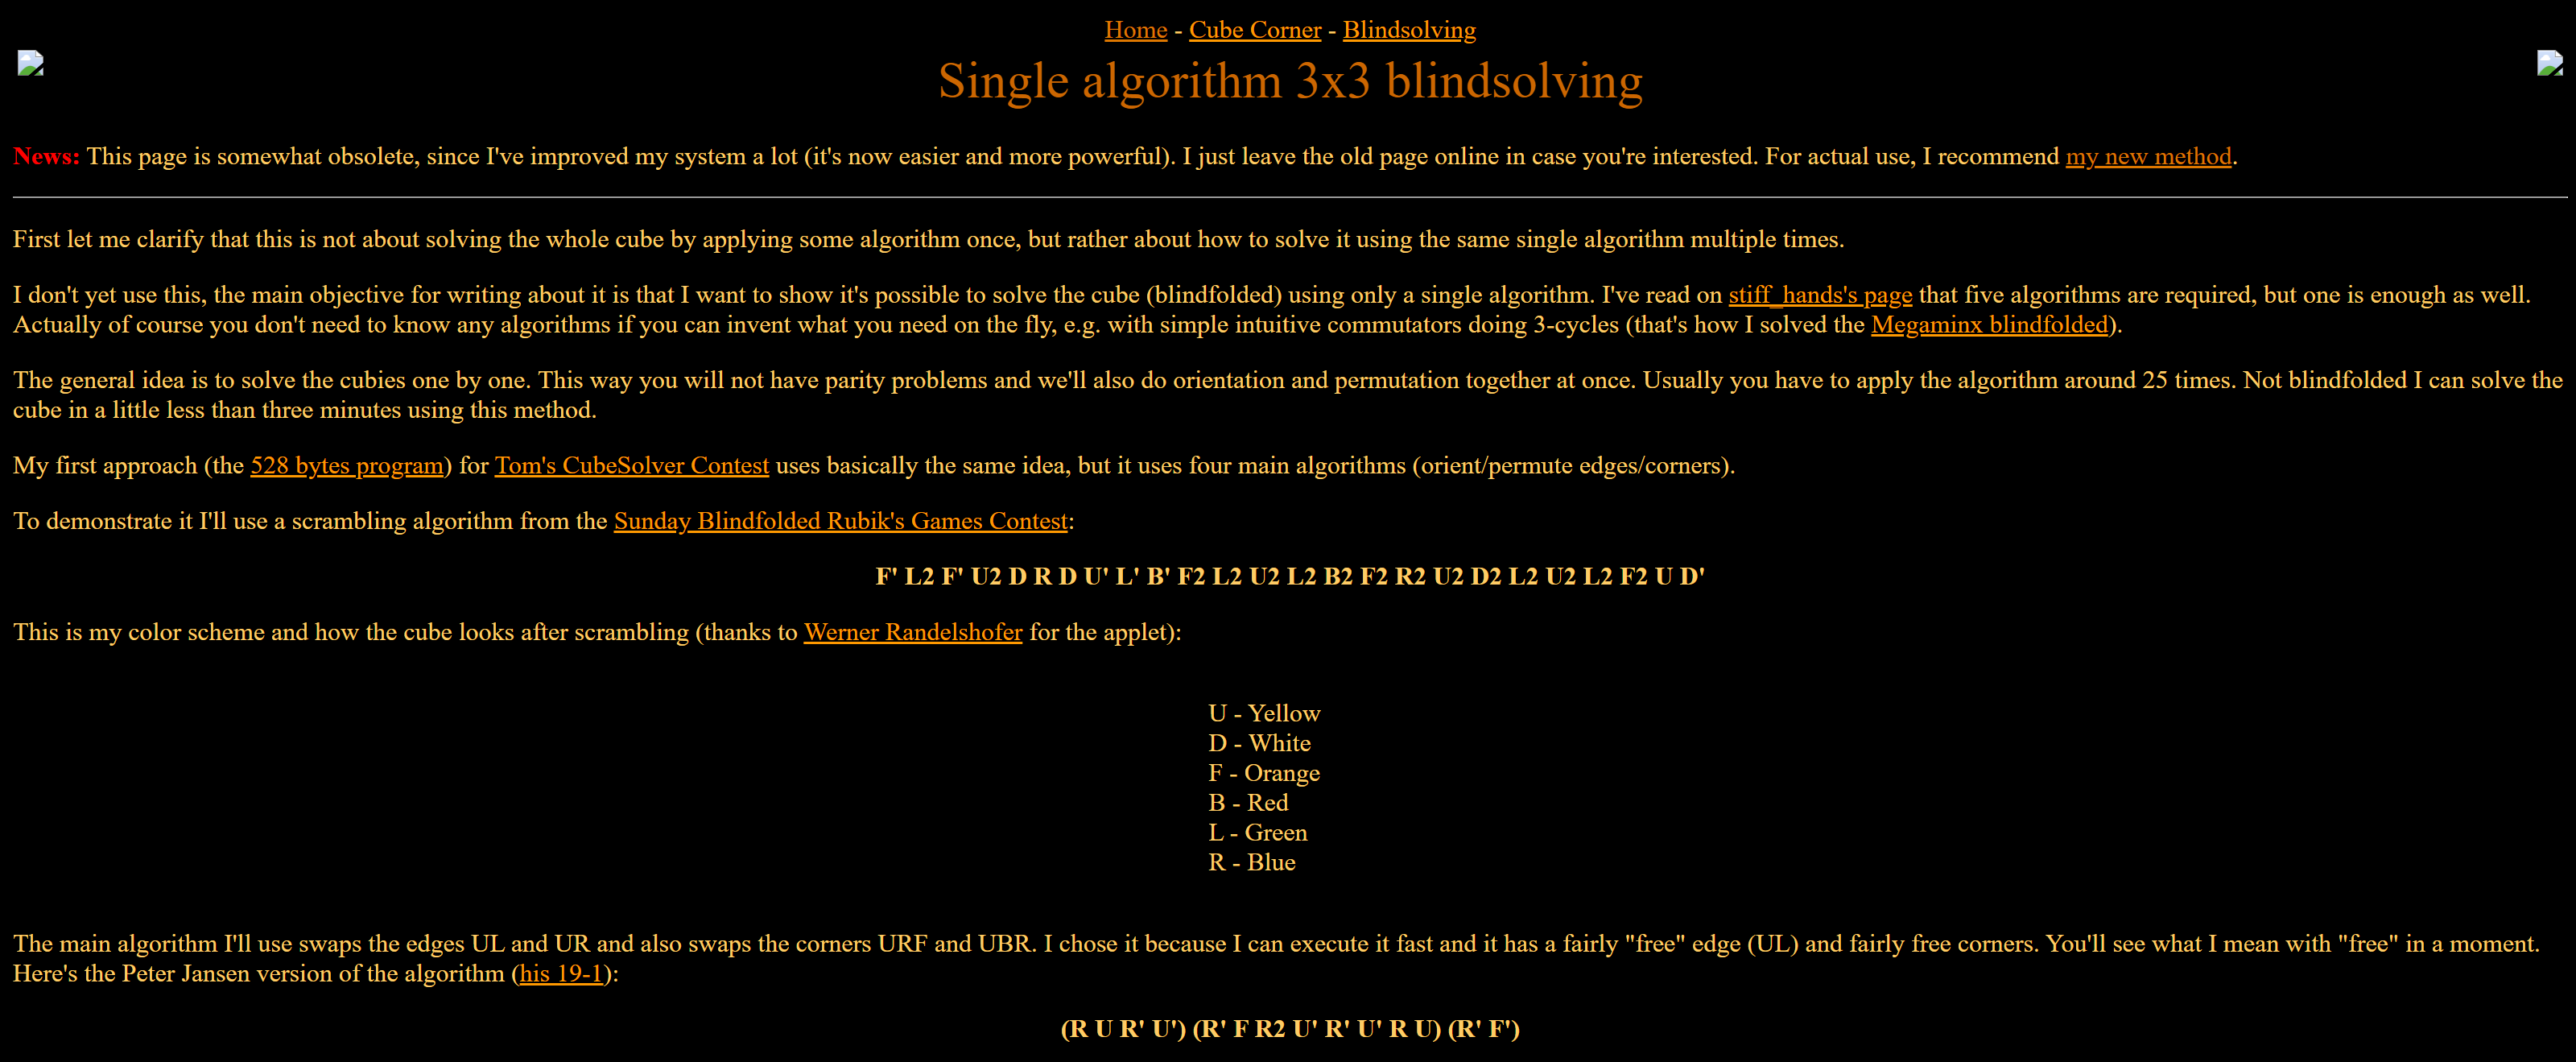 Home - Cube Corner - Blindsolving
Single algorithm 3x3 blindsolving
News: This page is somewhat obsolete, since I've improved my system a lot (it's now easier and more powerful). I just leave the old page online in case you're interested. For actual use, I recommend my new method.
First let me clarify that this is not about solving the whole cube by applying some algorithm once, but rather about how to solve it using the same single algorithm multiple times.
I don't yet use this, the main objective for writing about it is that I want to show it's possible to solve the cube (blindfolded) using only a single algorithm. I've read on stiff_hands's page that five algorithms are required, but one is enough as well.
Actually of course you don't need to know any algorithms if you can invent what you need on the fly, e.g. with simple intuitive commutators doing 3-cycles (that's how I solved the Megaminx blindfolded).
The general idea is to solve the cubies one by one. This way you will not have parity problems and we'll also do orientation and permutation together at once. Usually you have to apply the algorithm around 25 times. Not blindfolded I can solve the
cube in a little less than three minutes using this method.
My first approach (the 528 bytes program) for Tom's CubeSolver Contest uses basically the same idea, but it uses four main algorithms (orient/permute edges/corners).
To demonstrate it I'll use a scrambling algorithm from the Sunday Blindfolded Rubik's Games Contest:
F' L2 F' U2 D R D U' L' B' F2 L2 U2 L2 B2 F2 R2 U2 D2 L2 U2 L2 F2 U D'
This is my color scheme and how the cube looks after scrambling (thanks to Werner Randelshofer for the applet):
U - Yellow
D - White
F - Orange
B - Red
L - Green
R - Blue
The main algorithm I'll use swaps the edges UL and UR and also swaps the corners URF and UBR. I chose it because I can execute it fast and it has a fairly "free" edge (UL) and fairly free corners. You'll see what I mean with "free" in a moment.
Here's the Peter Jansen version of the algorithm (his 19-1):
(R U R' U') (R' F R2 U' R' U' R U) (R' F')